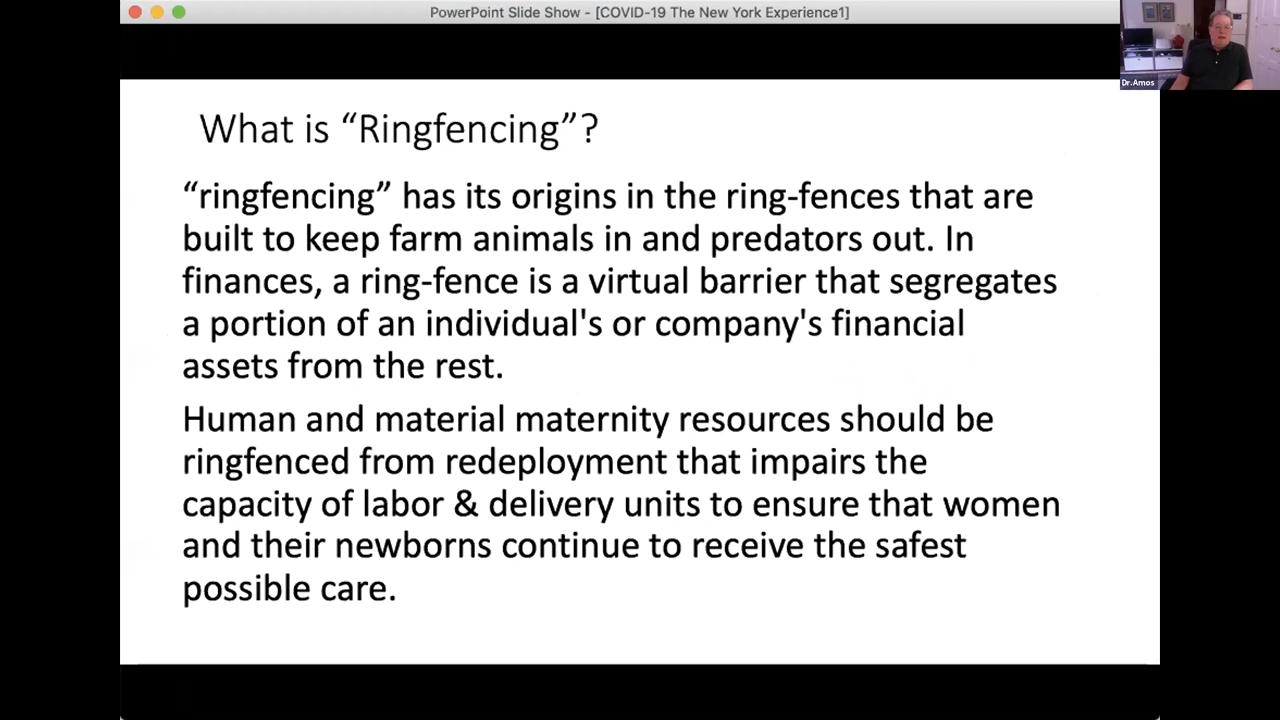 PowerPoint Slide Show - [COVID-19 The New York Experience1]
Dr.Amos
What is “Ringfencing”?
“ringfencing” has its origins in the ring-fences that are
built to keep farm animals in and predators out. In
finances, a ring-fence is a virtual barrier that segregates
a portion of an individual's or company's financial
assets from the rest.
Human and material maternity resources should be
ringfenced from redeployment that impairs the
capacity of labor & delivery units to ensure that women
and their newborns continue to receive the safest
possible care.